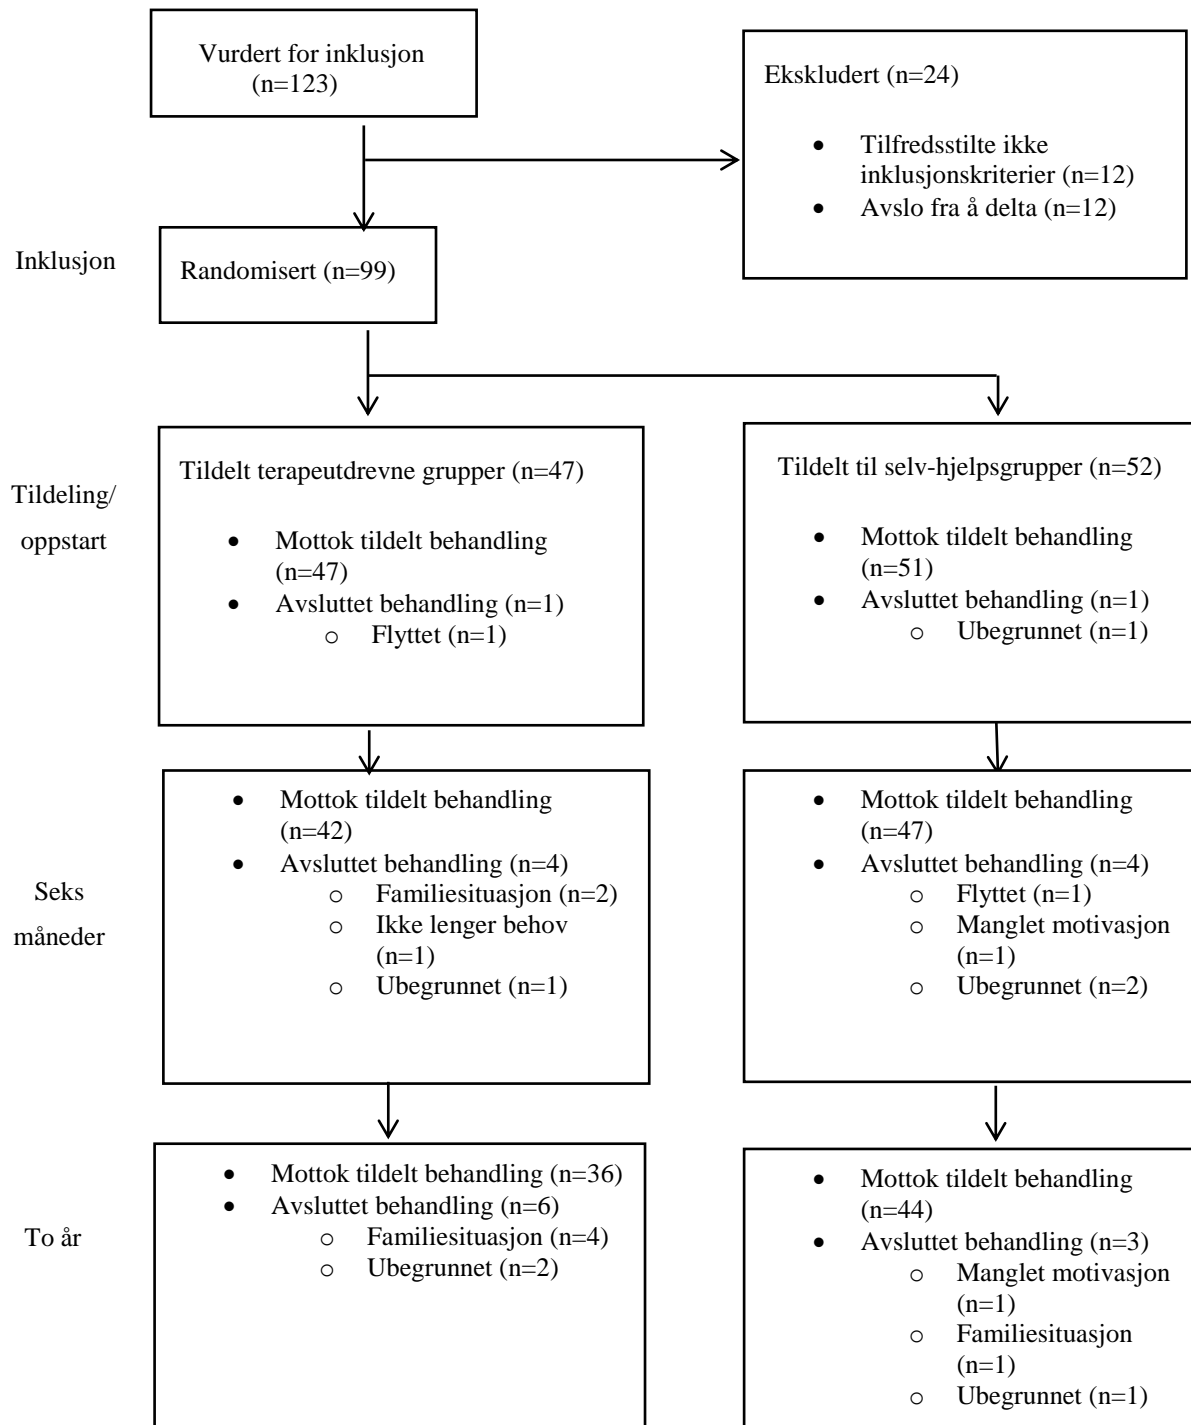 Vurdert for inklusjon
(n=123)
Ekskludert (n=24)
• Tilfredsstilte ikke
inklusjonskriterier (n=12)
• Avslo fra å delta (n=12)
Inklusjon
Randomisert (n=99)
Tildeling/
oppstart
Tildelt terapeutdrevne grupper (n=47)
• Mottok tildelt behandling
(n=47)
• Avsluttet behandling (n=1)
o Flyttet (n=1)
Tildelt til selv-hjelpsgrupper (n=52)
• Mottok tildelt behandling
(n=51)
• Avsluttet behandling (n=1)
o Ubegrunnet (n=1)
Seks
måneder
• Mottok tildelt behandling
(n=42)
• Avsluttet behandling (n=4)
o Familiesituasjon (n=2)
o Ikke lenger behov
(n=1)
o Ubegrunnet (n=1)
• Mottok tildelt behandling
(n=47)
• Avsluttet behandling (n=4)
o Flyttet (n=1)
o Manglet motivasjon
(n=1)
o Ubegrunnet (n=2)
To år
• Mottok tildelt behandling (n=36)
• Avsluttet behandling (n=6)
o Familiesituasjon (n=4)
o Ubegrunnet (n=2)
• Mottok tildelt behandling
(n=44)
• Avsluttet behandling (n=3)
o Manglet motivasjon
(n=1)
o Familiesituasjon
(n=1)
o Ubegrunnet (n=1)